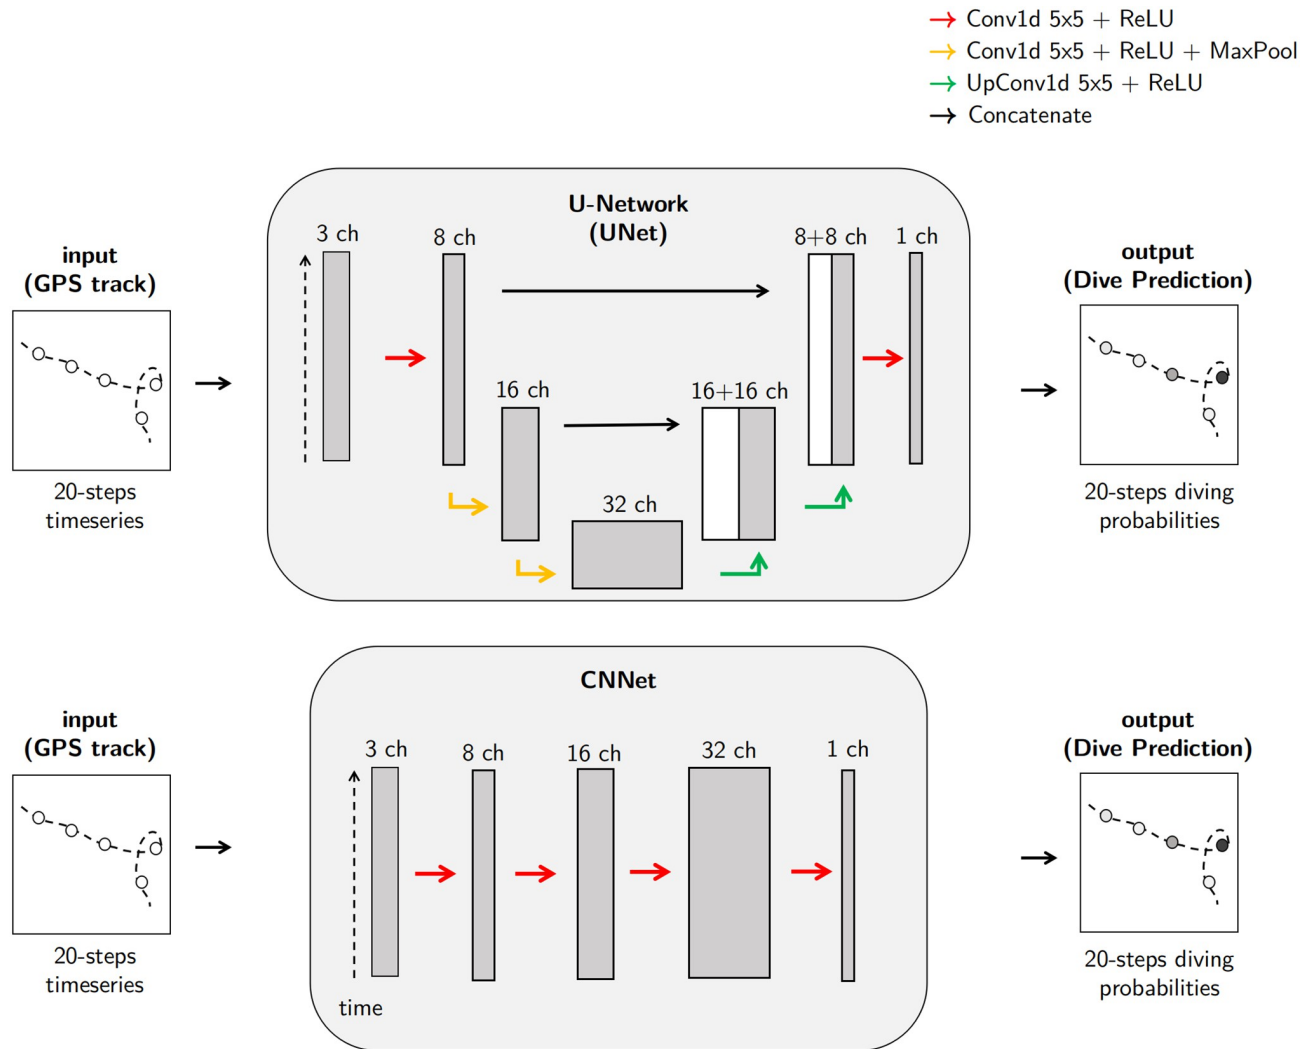 Conv1d 5x5 + ReLU
Conv1d 5x5 + ReLU + MaxPool
UpConv1d 5x5 + ReLU
Concatenate
U-Network
(UNet)
3 ch
8 ch
8+8 ch
1 ch
input
(GPS track)
output
(Dive Prediction)
16 ch
16+16 ch
32 ch
20-steps
timeseries
20-steps diving
probabilities
CNNet
input
(GPS track)
output
(Dive Prediction)
3 ch
8 ch
16 ch
32 ch
1 ch
20-steps
timeseries
20-steps diving
probabilities
time